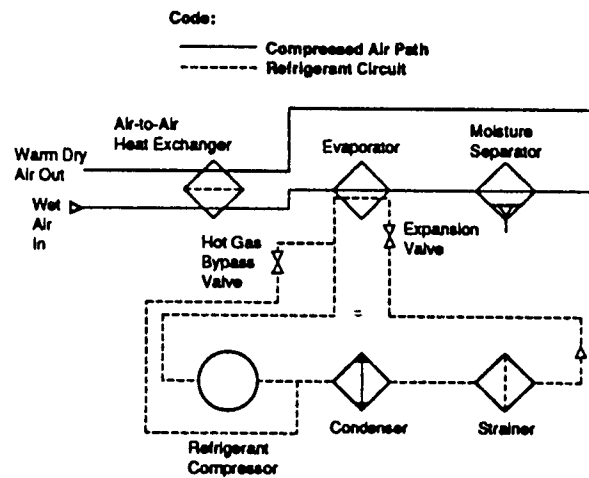 Code:
Compressed Air Path
Refrigerant Circuit
Air-to-Air
Heat Exchanger
Evaporator
Moisture
Separator
Warm Dry
Air Out
Wet
Air
In
Hot Gas
Bypass
Valve
Expansion
Valve
Refrigerant
Compressor
Condenser
Strainer